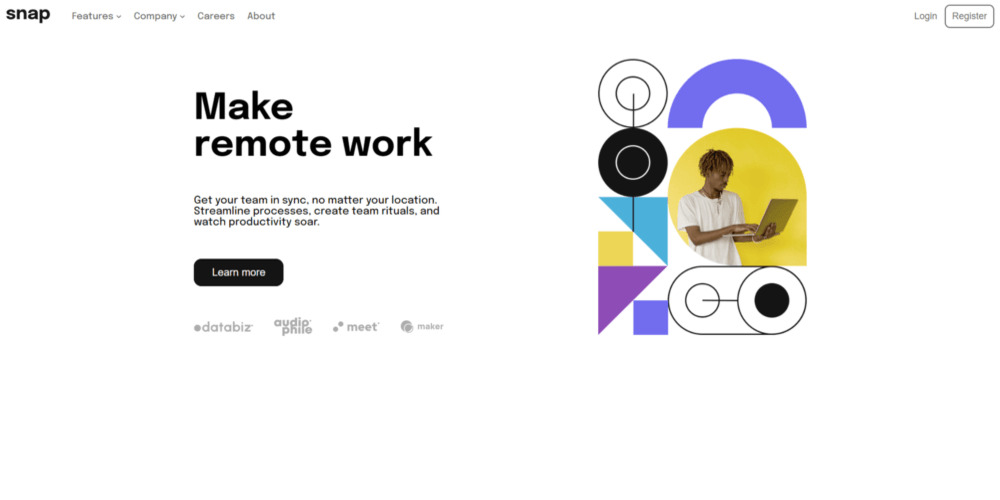 snap Features Company Careers About Login Register
Make
remote work
Get your team in sync, no matter your location.
Streamline processes, create team rituals, and
watch productivity soar.
Learn more
databiz audiophile meet maker